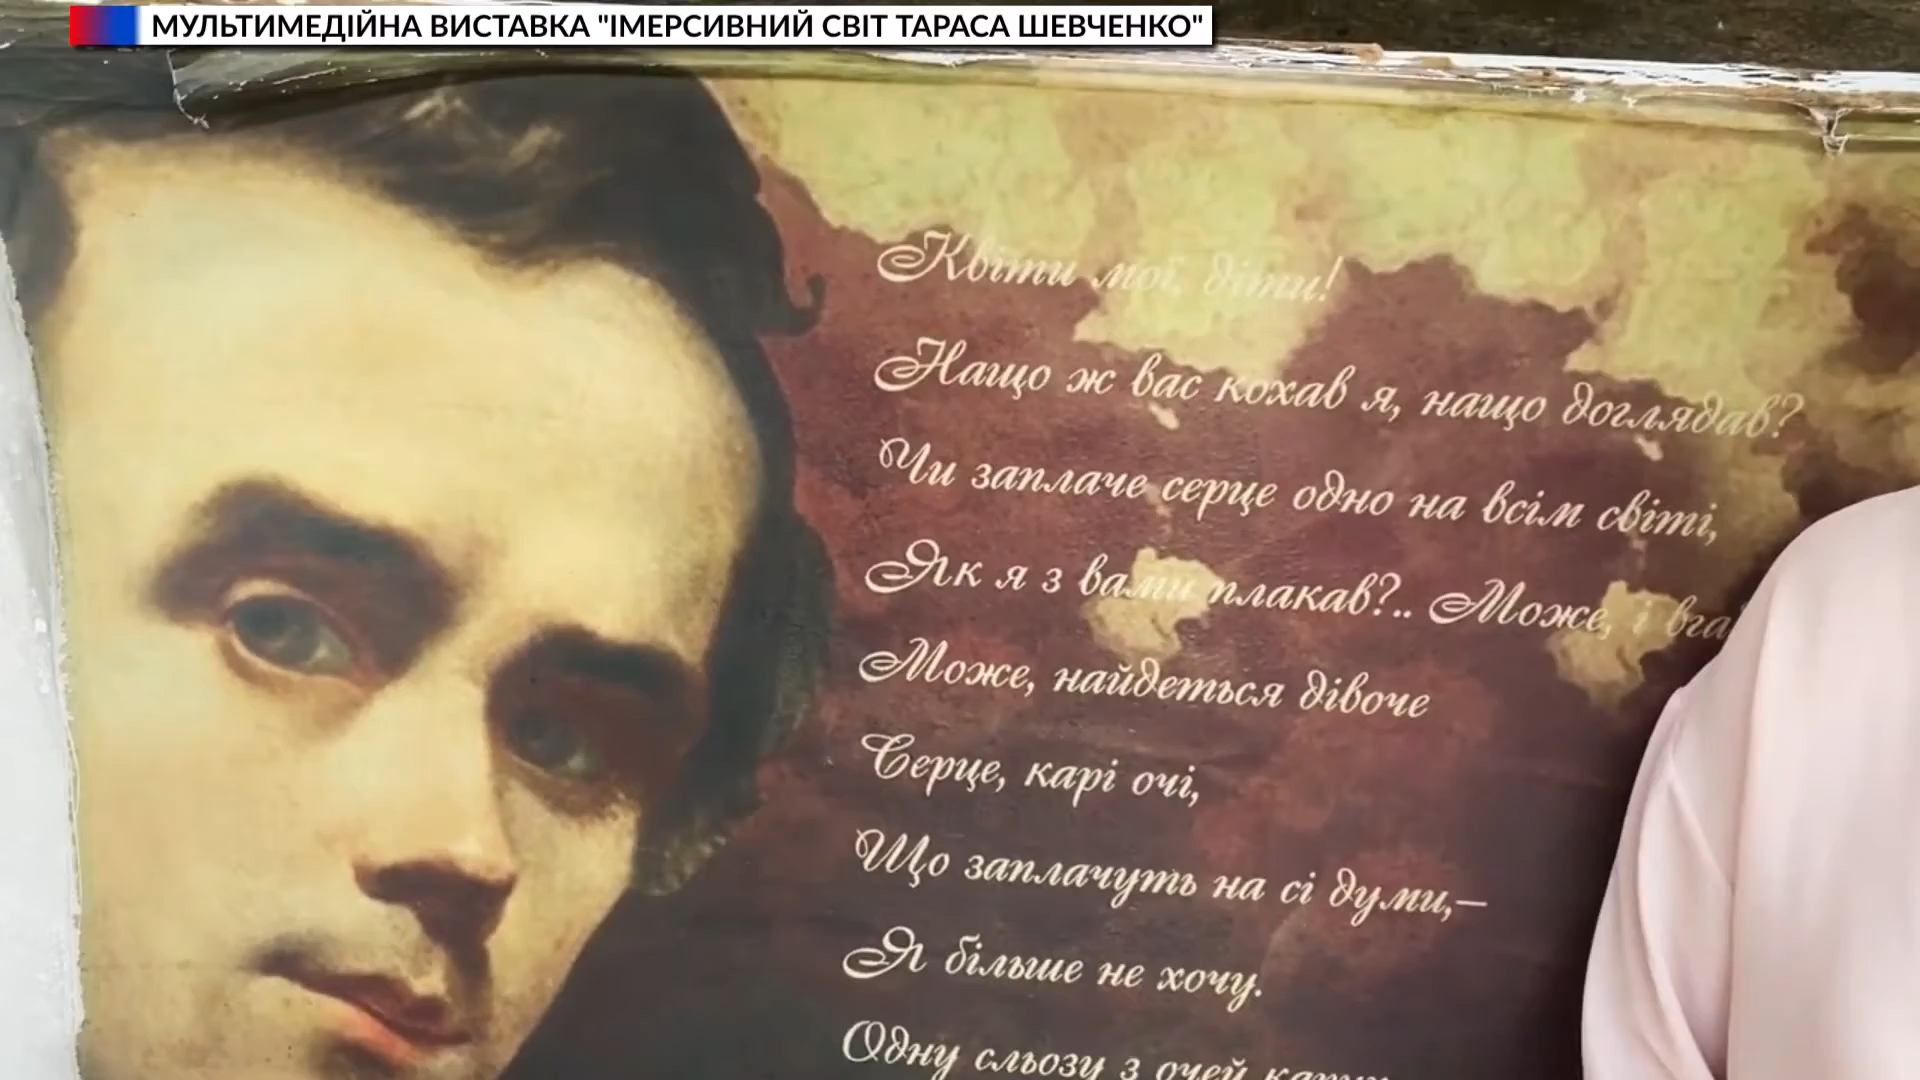 МУЛЬТИМЕДІЙНА ВИСТАВКА "ІМЕРСИВНИЙ СВІТ ТАРАСА ШЕВЧЕНКО"
Квіти мої, діти!
Нащо ж вас кохав я, нащо доглядав?
Чи заплаче серце одно на всім світі,
Як я з вами плакав?.. Може, і
Може, найдеться дівоче
Серце, карі очі,
Що заплачуть на сі думи,—
Я більше не хочу.
Одну сльозу з очей